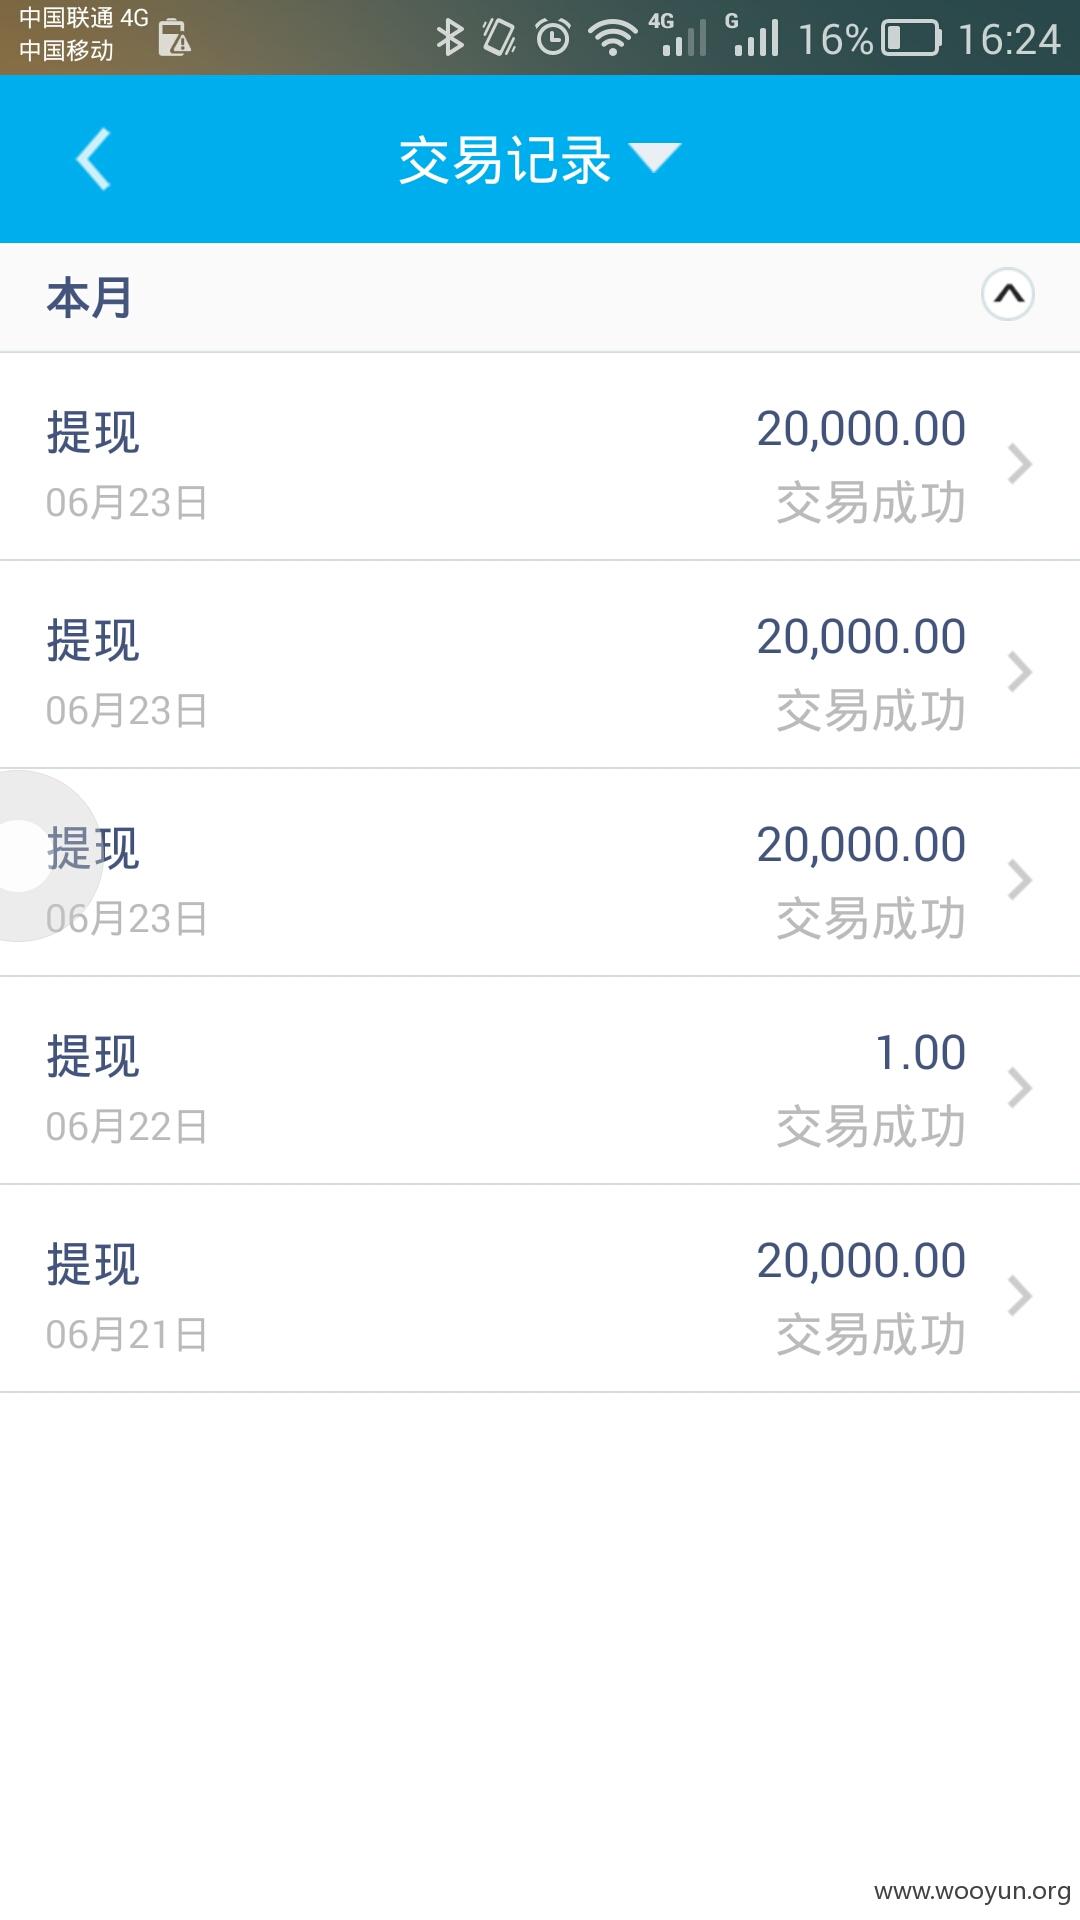 中国联通 4G
中国移动
4G G 16% 16:24
交易记录
本月
提现 20,000.00
06月23日 交易成功
提现 20,000.00
06月23日 交易成功
提现 20,000.00
06月23日 交易成功
提现 1.00
06月22日 交易成功
提现 20,000.00
06月21日 交易成功
www.wooyun.org